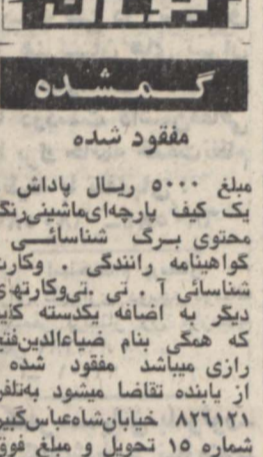 گمشده
مفقود شده
مبلغ ۵۰۰۰ ریال پاداش
یک کیف پارچه‌ای‌ماشینی‌رنگ
محتوی برگ شناسائی
گواهینامه رانندگی . وکارت
شناسائی آ . تی .تی‌وکارتهای
دیگر به اضافه یکدسته کلید
که همگی بنام ضیاءالدین‌فتح
رازی میباشد مفقود شده
از یابنده تقاضا میشود به‌تلفن
۸۲۶۱۲۱ خیابان‌شاه‌عباس‌کبیر
شماره ۱۵ تحویل و مبلغ فوق